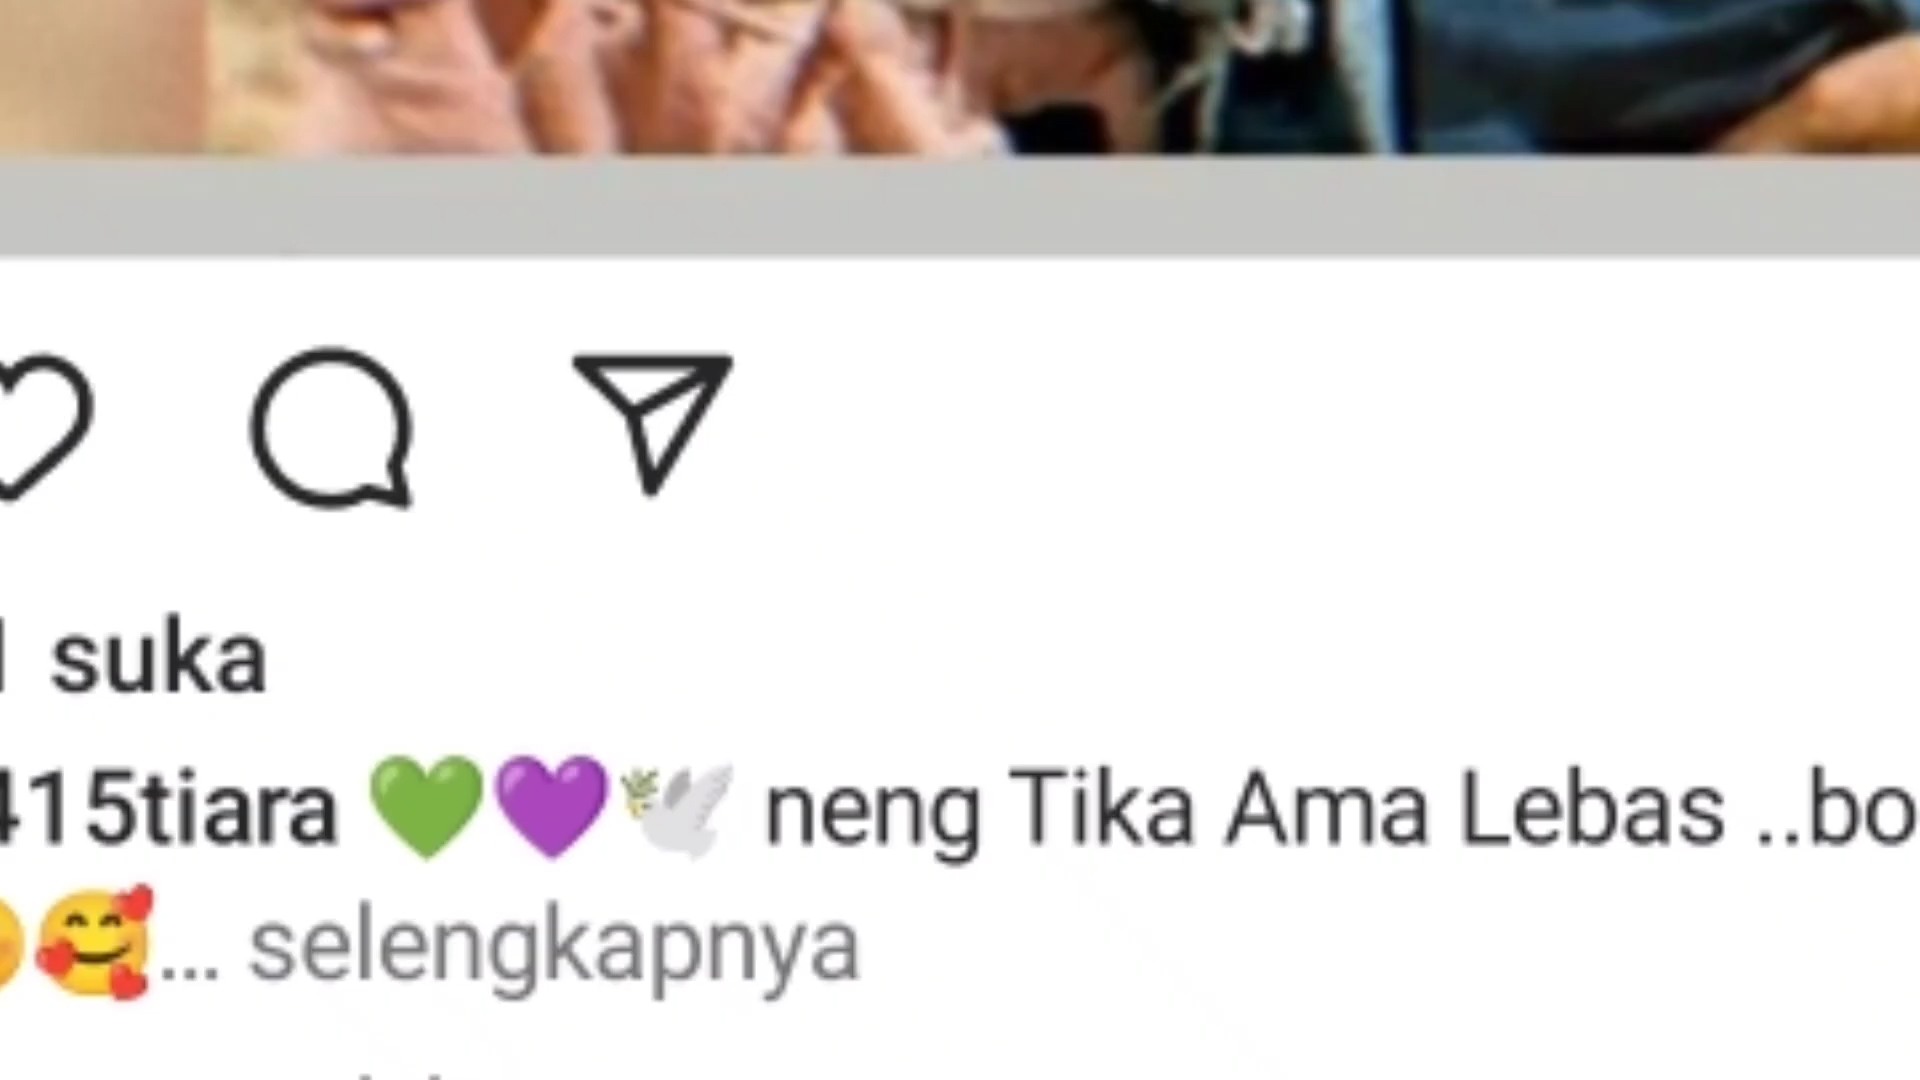 suka
415tiara 💚💜🕊 neng Tika Ama Lebas ..bo
🥰... selengkapnya